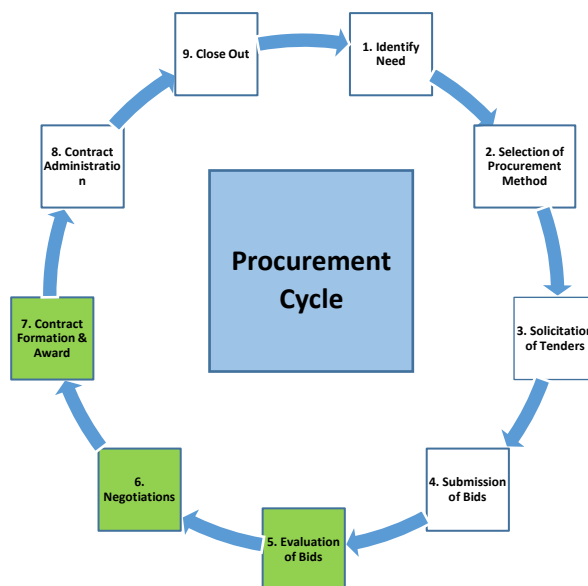 1. Identify
Need
2. Selection of
Procurement
Method
3. Solicitation
of Tenders
4. Submission
of Bids
5. Evaluation
of Bids
6.
Negotiations
7. Contract
Formation &
Award
8. Contract
Administratio
n
9. Close Out
Procurement
Cycle